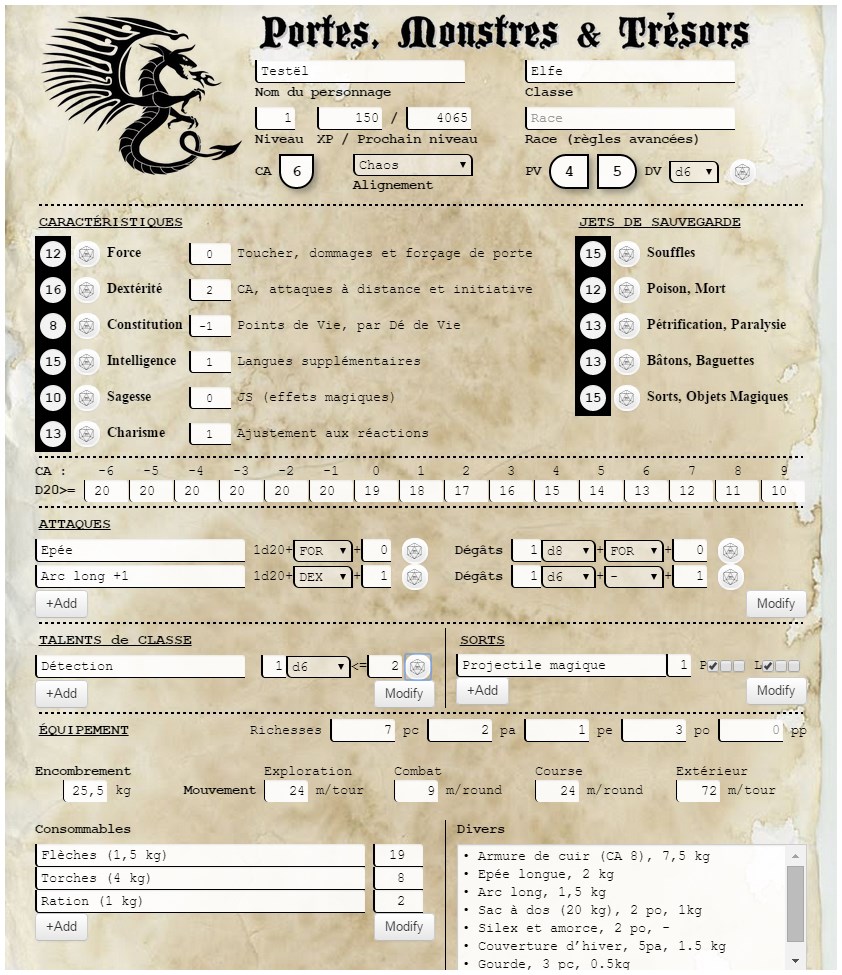 Portes, Monstres & Trésors
Testël Elfe
Nom du personnage Classe
1 150 / 4065 Race
Niveau XP / Prochain niveau Race (règles avancées)
CA 6 Chaos PV 4 5 DV d6
Alignement
CARACTÉRISTIQUES JETS DE SAUVEGARDE
12 Force 0 Toucher, dommages et forçage de porte 15 Souffles
16 Dextérité 2 CA, attaques à distance et initiative 12 Poison, Mort
8 Constitution -1 Points de Vie, par Dé de Vie 13 Pétrification, Paralysie
15 Intelligence 1 Langues supplémentaires 13 Bâtons, Baguettes
10 Sagesse 0 JS (effets magiques) 15 Sorts, Objets Magiques
13 Charisme 1 Ajustement aux réactions
CA : -6 -5 -4 -3 -2 -1 0 1 2 3 4 5 6 7 8 9
D20>= 20 20 20 20 20 20 19 18 17 16 15 14 13 12 11 10
ATTAQUES
Epée 1d20+ FOR + 0 Dégâts 1 d8 + FOR + 0
Arc long +1 1d20+ DEX + 1 Dégâts 1 d6 + - + 1
+Add Modify
TALENTS de CLASSE SORTS
Détection 1 d6 <= 2 Projectile magique 1 P L
+Add Modify +Add Modify
ÉQUIPEMENT Richesses 7 pc 2 pa 1 pe 3 po 0 pp
Encombrement Exploration Combat Course Extérieur
25,5 kg Mouvement 24 m/tour 9 m/round 24 m/round 72 m/tour
Consommables Divers
Flèches (1,5 kg) 19 • Armure de cuir (CA 8), 7,5 kg
Torches (4 kg) 8 • Epée longue, 2 kg
Ration (1 kg) 2 • Arc long, 1,5 kg
+Add Modify • Sac à dos (20 kg), 2 po, 1kg
• Silex et amorce, 2 po, -
• Couverture d’hiver, 5pa, 1.5 kg
• Gourde, 3 pc, 0.5kg